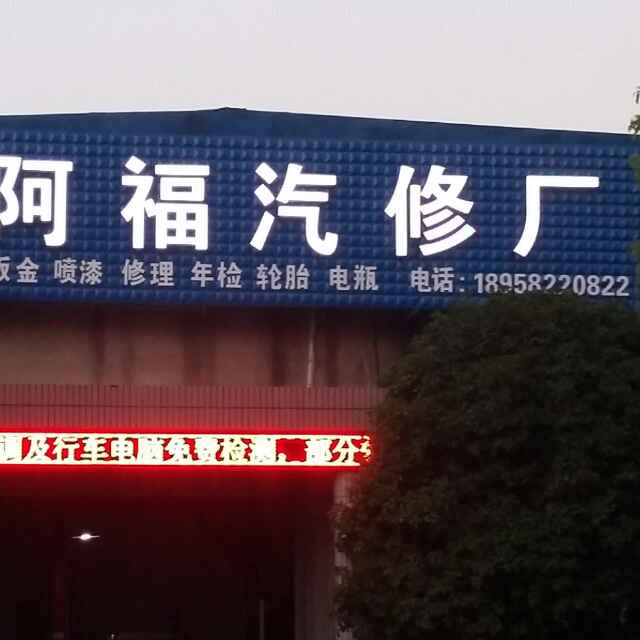 阿福汽修厂
钣金 喷漆 修理 年检 轮胎 电瓶 电话:18958220822
调及行车电脑免费检测,部分